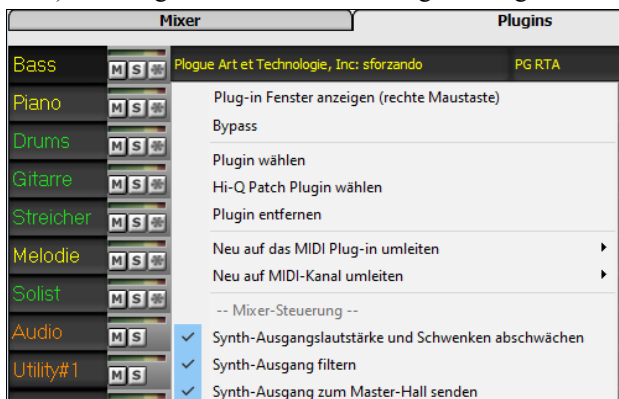 Mixer Plugins
Bass M S Plogue Art et Technologie, Inc: sforzando PG RTA
Piano M S Plug-in Fenster anzeigen (rechte Maustaste)
Bypass
Drums M S
Plugin wählen
Gitarre M S Hi-Q Patch Plugin wählen
Streicher M S Plugin entfernen
Melodie M S Neu auf das MIDI Plug-in umleiten
Neu auf MIDI-Kanal umleiten
Solist M S
-- Mixer-Steuerung --
Audio M S Synth-Ausgangslautstärke und Schwenken abschwächen
Synth-Ausgang filtern
Utility#1 M S
Synth-Ausgang zum Master-Hall senden